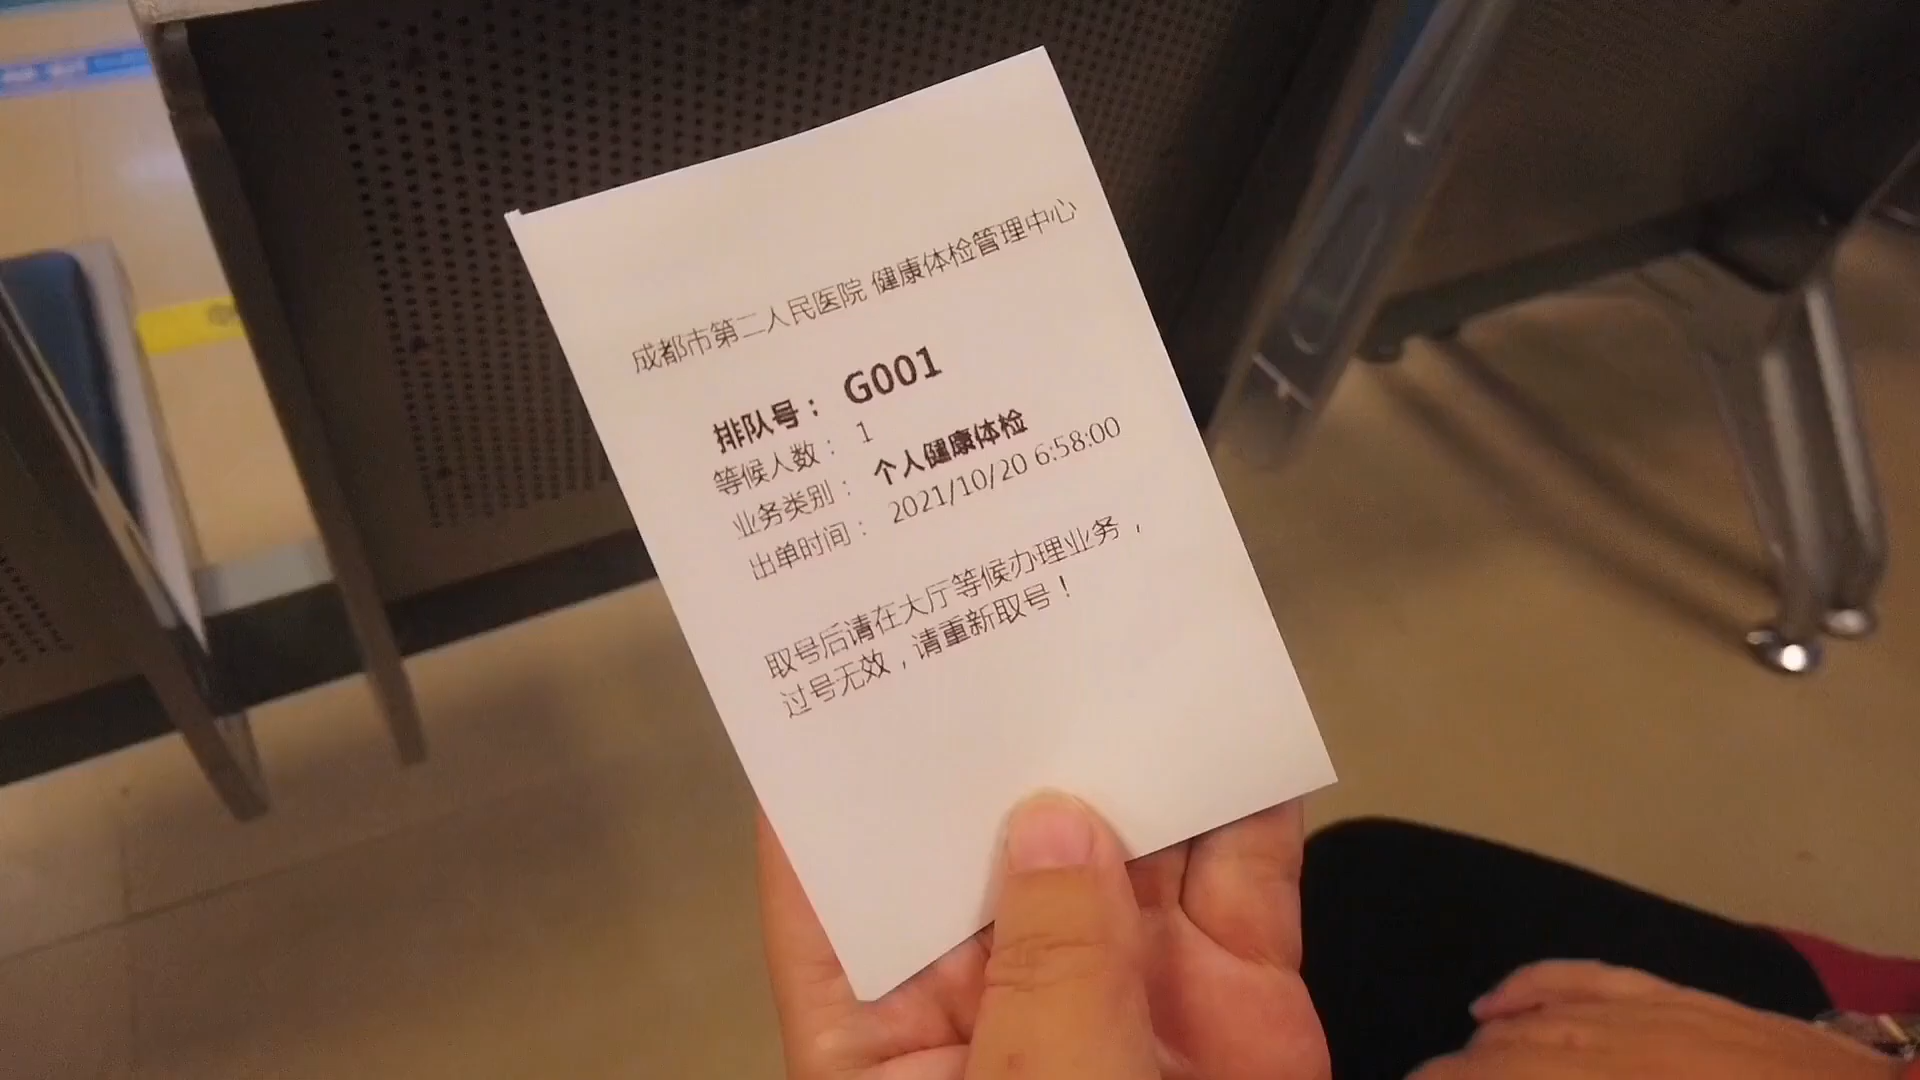 成都市第二人民医院 健康体检管理中心
排队号： G001
等候人数： 1
业务类别： 个人健康体检
出单时间： 2021/10/20 6:58:00
取号后请在大厅等候办理业务，
过号无效，请重新取号！